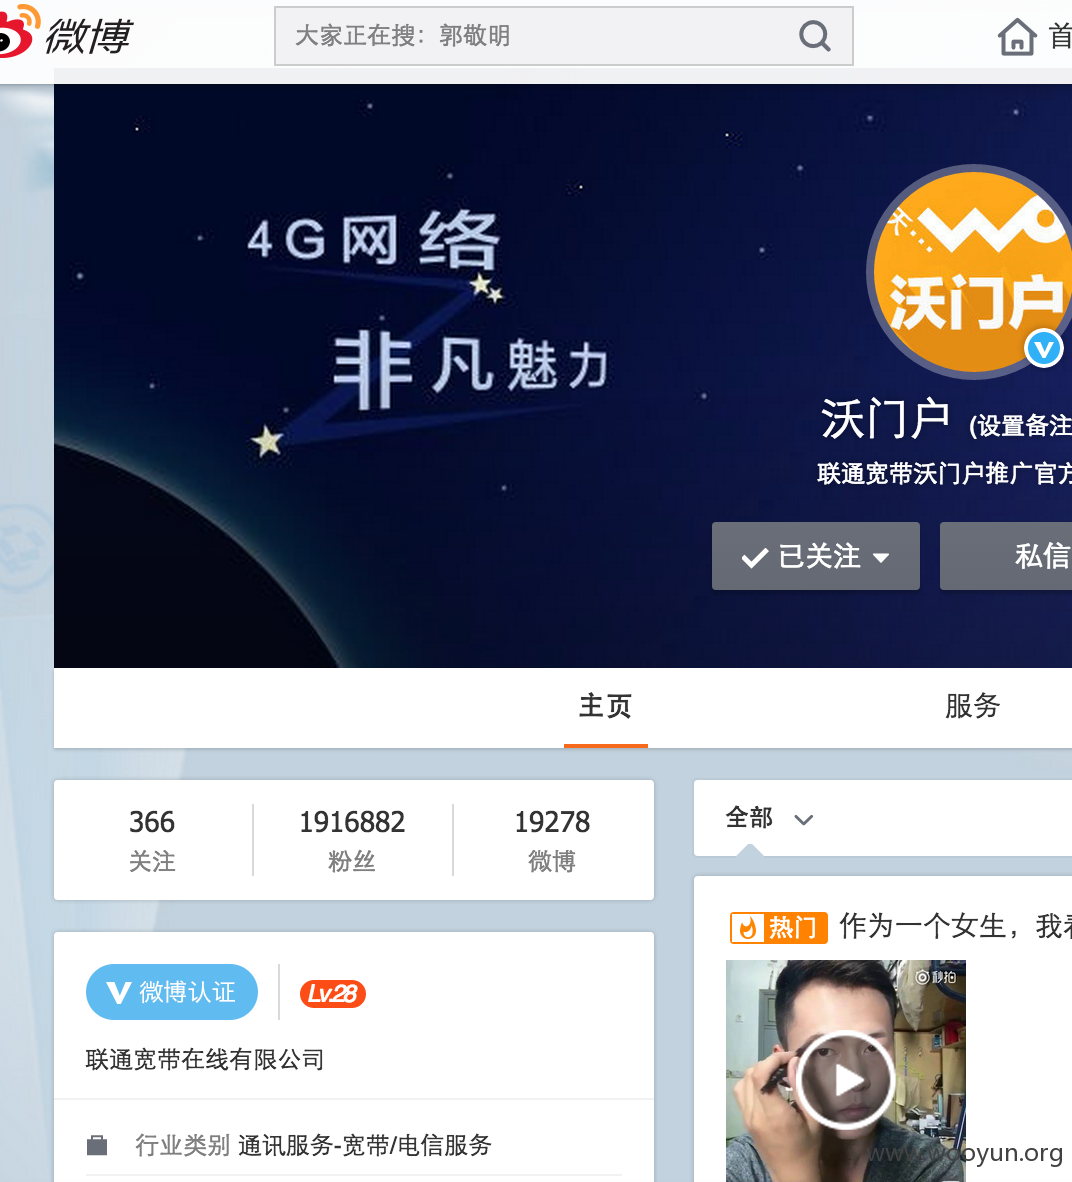 微博
大家正在搜：郭敬明
首
4G网络
非凡魅力
沃门户
沃门户 (设置备注
联通宽带沃门户推广官方
已关注
私信
主页
服务
366
关注
1916882
粉丝
19278
微博
全部
微博认证
Lv.28
联通宽带在线有限公司
行业类别 通讯服务-宽带/电信服务
热门 作为一个女生，我看
秒拍
www.wooyun.org